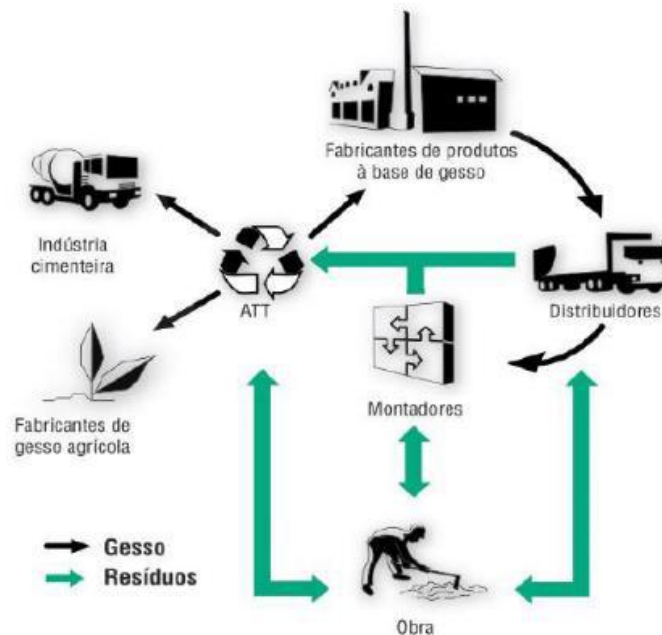 Fabricantes de produtos
à base de gesso
Indústria
cimenteira
ATT
Distribuidores
Montadores
Fabricantes de
gesso agrícola
Gesso
Resíduos
Obra